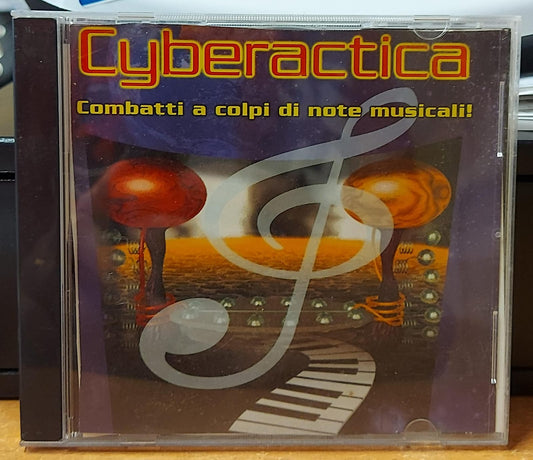 Cyberactica
Combatti a colpi di note musicali!